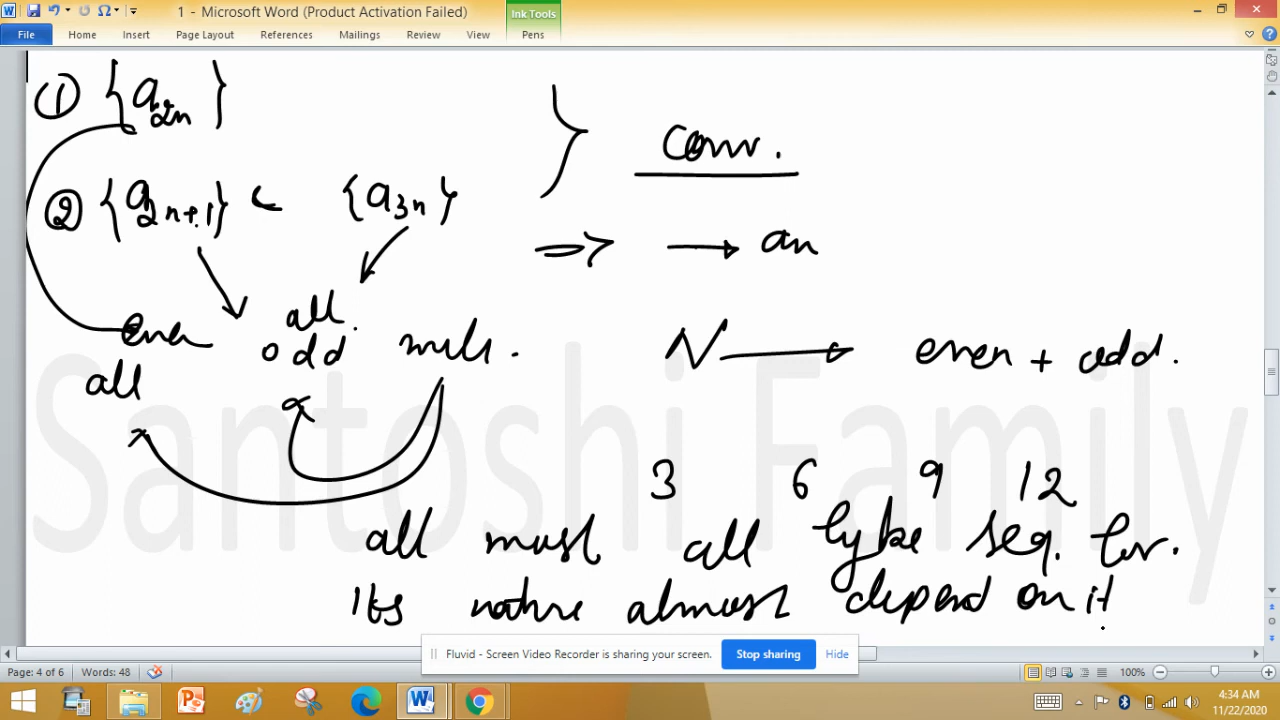 1 - Microsoft Word (Product Activation Failed)
Ink Tools
File Home Insert Page Layout References Mailings Review View Pens
① {a2n}
Conv.
② {a2n+1} {a3n}
⇒ → an
even all odd mult.
all
N → even + odd.
3 6 9 12
all most all type seq. for.
its nature almost depend on it
Santoshi Family
Fluvid - Screen Video Recorder is sharing your screen. Stop sharing Hide
Page: 4 of 6 Words: 48 100%
4:34 AM
11/22/2020